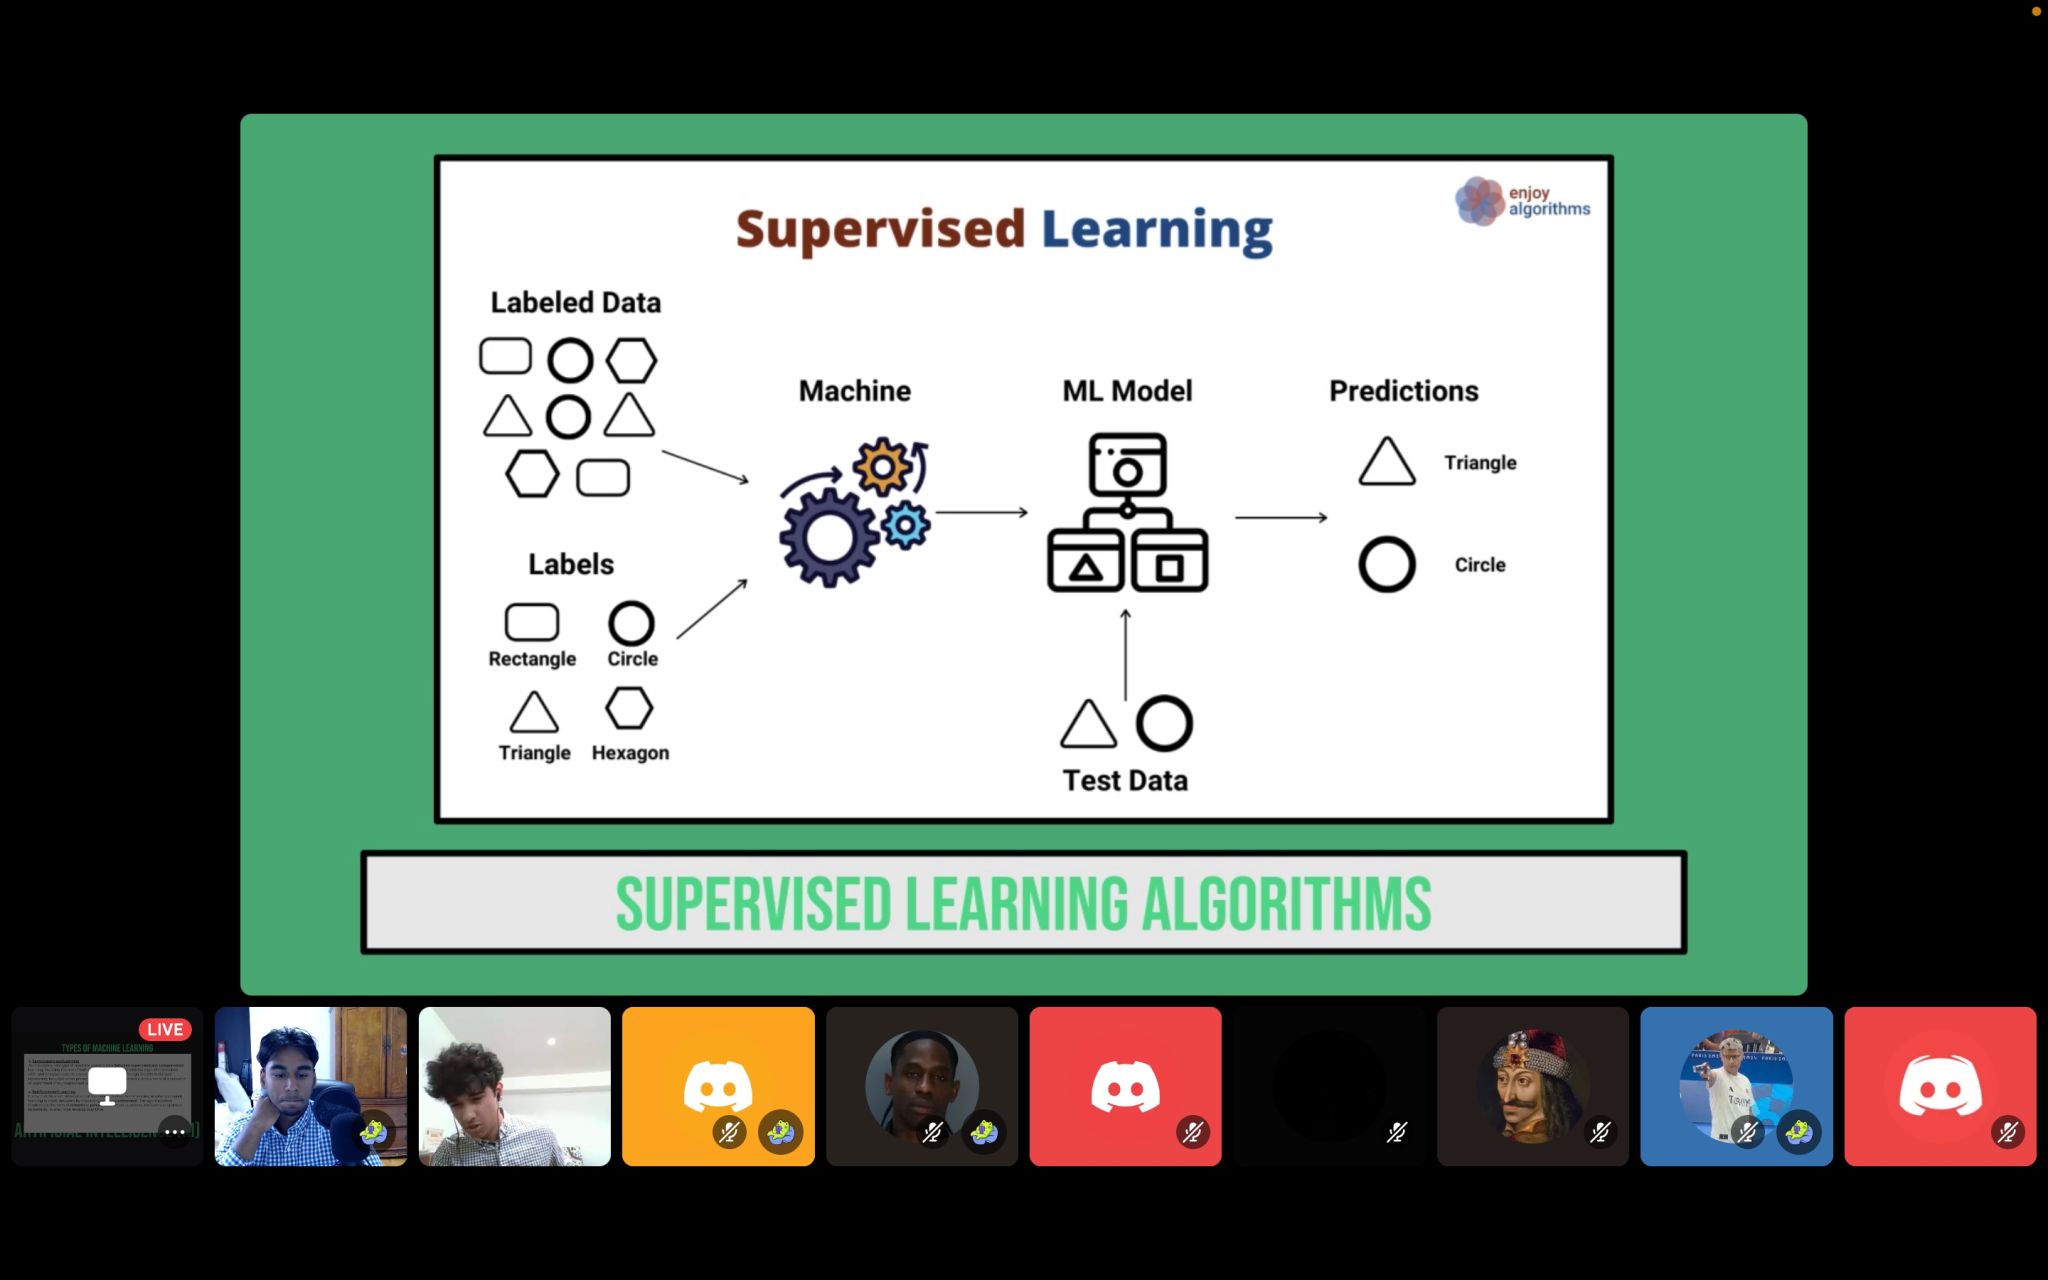 enjoy
algorithms
Supervised Learning
Labeled Data
Machine
ML Model
Predictions
Triangle
Circle
Labels
Rectangle Circle
Triangle Hexagon
Test Data
SUPERVISED LEARNING ALGORITHMS
LIVE
TYPES OF MACHINE LEARNING